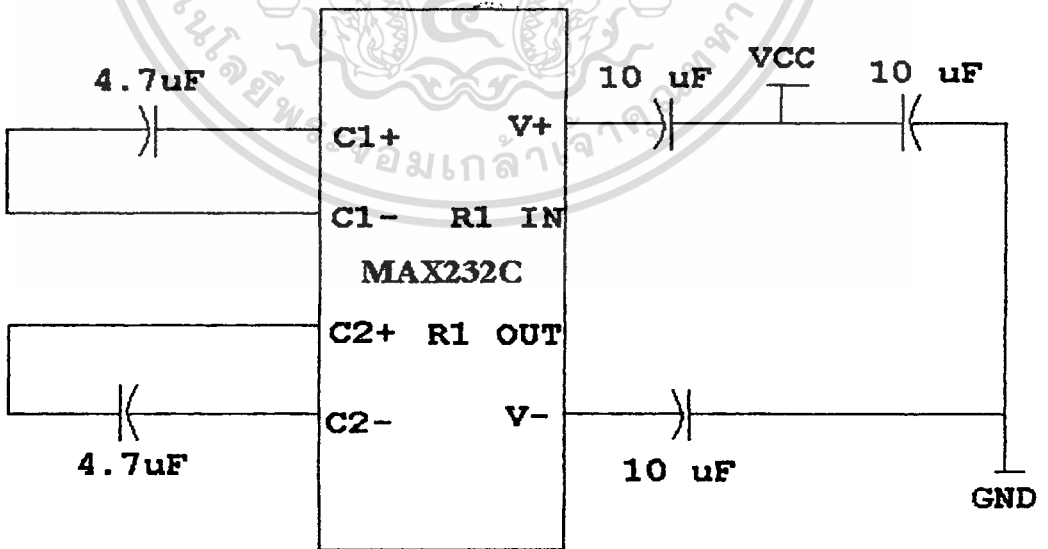 4.7uF
10 uF
VCC
10 uF
C1+
V+
C1-
R1 IN
MAX232C
C2+
R1 OUT
C2-
V-
4.7uF
10 uF
GND